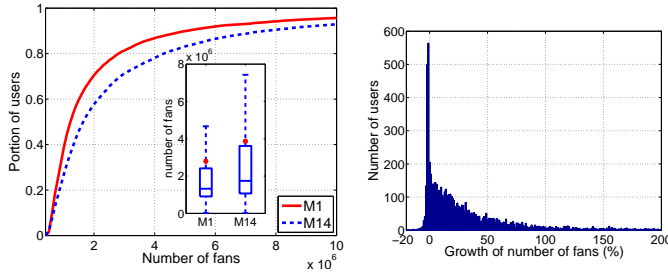 Portion of users
1
0.8
0.6
0.4
0.2
0
2 4 6 8 10
Number of fans
x 10^6
x 10^6
number of fans
8
6
4
2
0
M1 M14
M1
M14
Number of users
600
500
400
300
200
100
0
−20 0 50 100 150 200
Growth of number of fans (%)